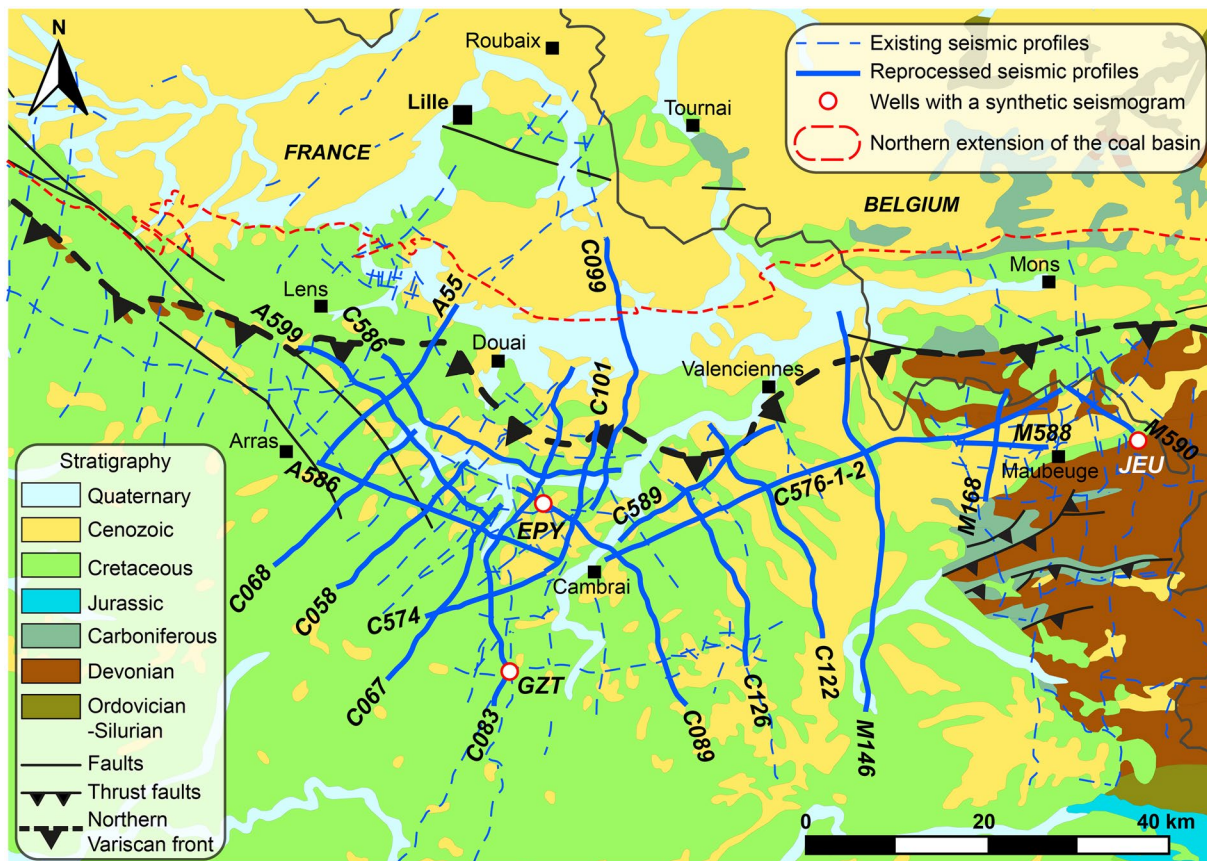 N
Roubaix
Lille
Tournai
FRANCE
BELGIUM
Existing seismic profiles
Reprocessed seismic profiles
Wells with a synthetic seismogram
Northern extension of the coal basin
C099
Mons
Lens
A55
A599
C586
Douai
C101
Valenciennes
Arras
A586
M588
M590
Maubeuge
JEU
M168
C576-1-2
C589
EPY
Cambrai
C068
C058
C574
C067
GZT
C083
C089
C126
C122
M146
Stratigraphy
Quaternary
Cenozoic
Cretaceous
Jurassic
Carboniferous
Devonian
Ordovician
-Silurian
Faults
Thrust faults
Northern
Variscan front
0 20 40 km